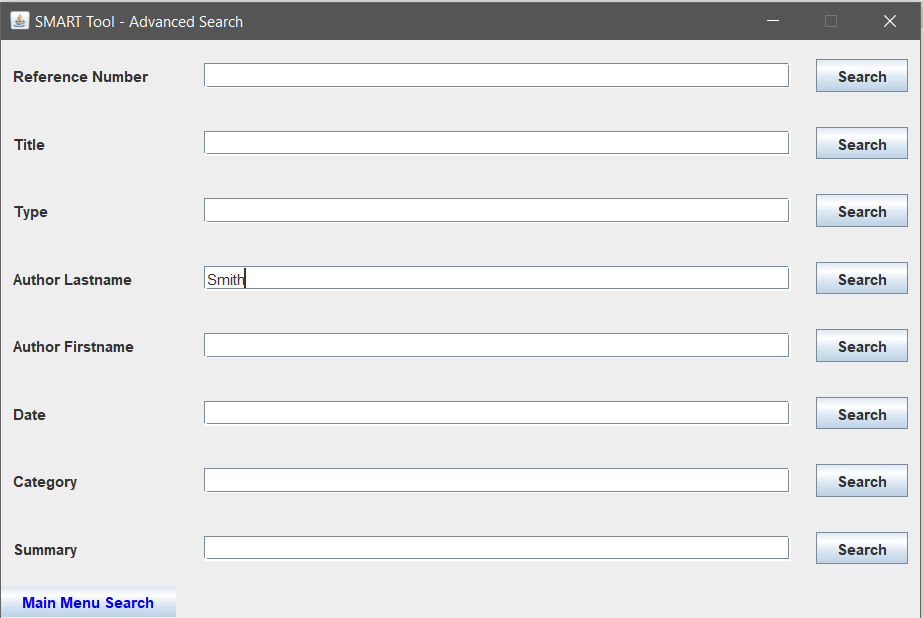 SMART Tool - Advanced Search
Reference Number Search
Title Search
Type Search
Author Lastname Smith Search
Author Firstname Search
Date Search
Category Search
Summary Search
Main Menu Search